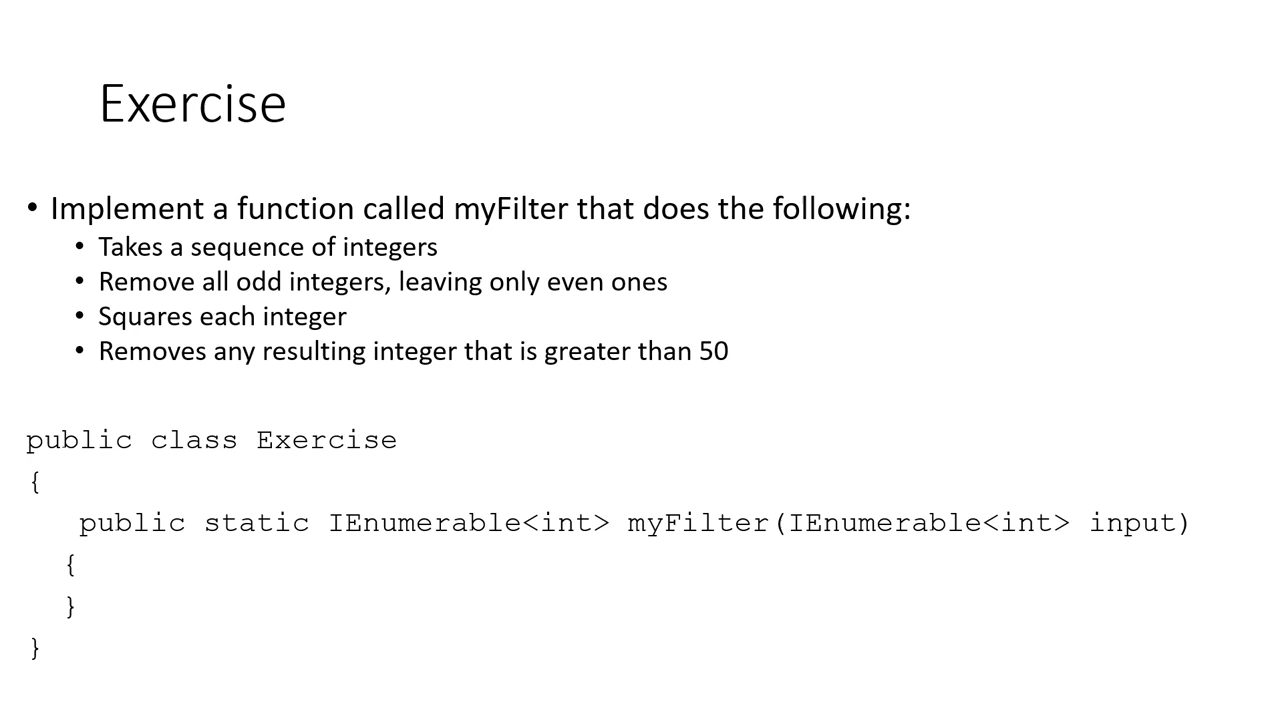 Exercise
• Implement a function called myFilter that does the following:
• Takes a sequence of integers
• Remove all odd integers, leaving only even ones
• Squares each integer
• Removes any resulting integer that is greater than 50
public class Exercise
{
public static IEnumerable<int> myFilter(IEnumerable<int> input)
{
}
}